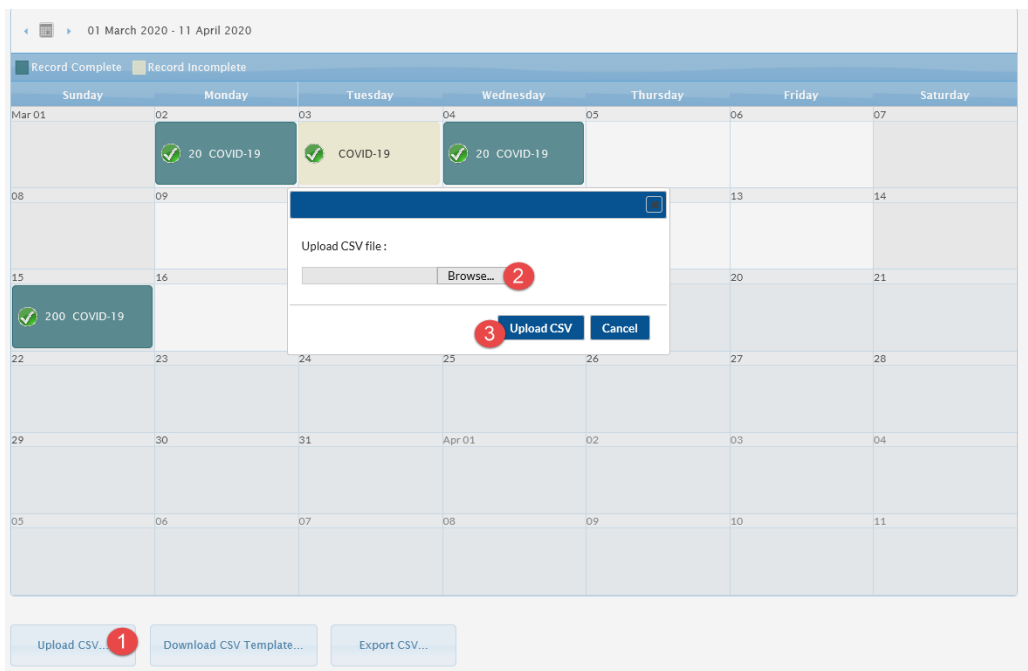 01 March 2020 - 11 April 2020
Record Complete Record Incomplete
Sunday Monday Tuesday Wednesday Thursday Friday Saturday
Mar 01 02 03 04 05 06 07
20 COVID-19 COVID-19 20 COVID-19
08 09 13 14
Upload CSV file :
Browse... 2
15 16 20 21
200 COVID-19
3 Upload CSV Cancel
22 23 24 25 26 27 28
29 30 31 Apr 01 02 03 04
05 06 07 08 09 10 11
Upload CSV... 1 Download CSV Template... Export CSV...